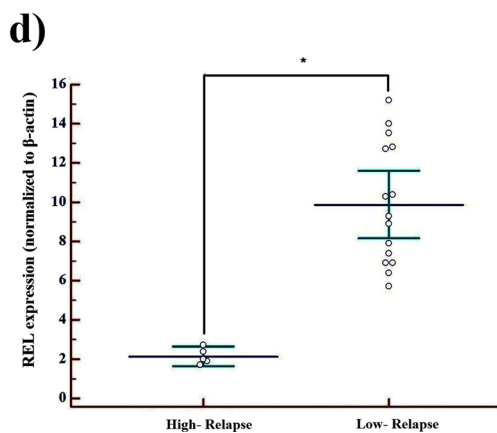 d)
*
REL expression (normalized to β-actin)
16
14
12
10
8
6
4
2
0
High- Relapse
Low- Relapse